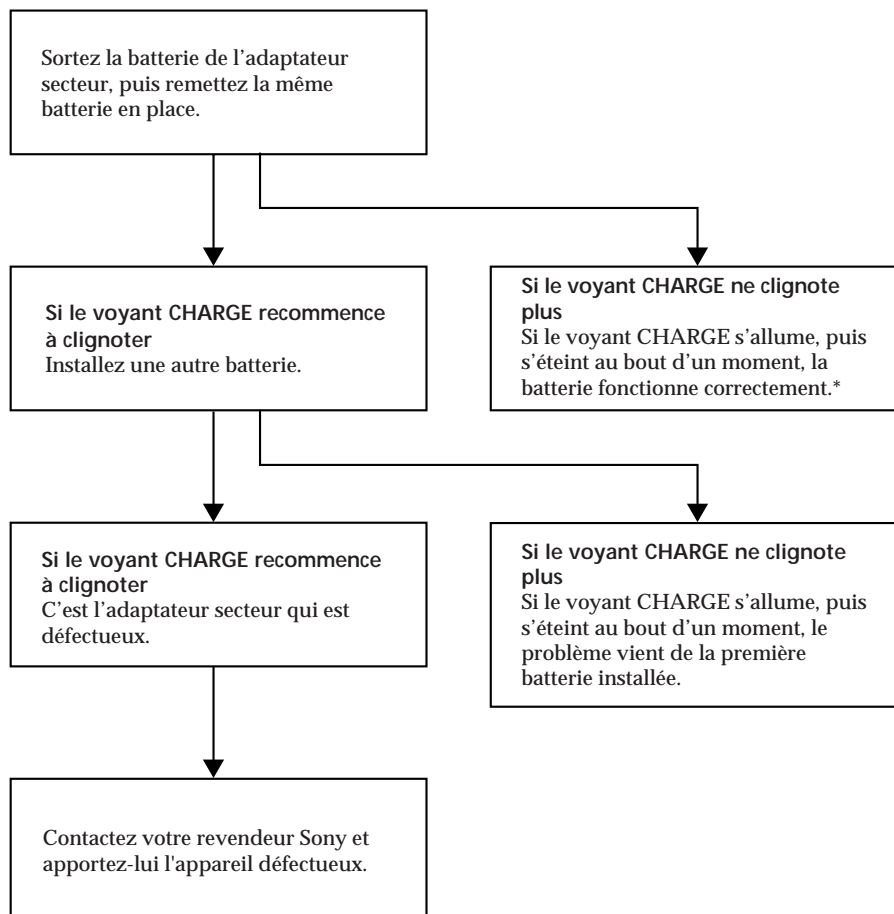 Sortez la batterie de l’adaptateur
secteur, puis remettez la même
batterie en place.
Si le voyant CHARGE recommence
à clignoter
Installez une autre batterie.
Si le voyant CHARGE ne clignote
plus
Si le voyant CHARGE s’allume, puis
s’éteint au bout d’un moment, la
batterie fonctionne correctement.*
Si le voyant CHARGE recommence
à clignoter
C’est l’adaptateur secteur qui est
défectueux.
Si le voyant CHARGE ne clignote
plus
Si le voyant CHARGE s’allume, puis
s’éteint au bout d’un moment, le
problème vient de la première
batterie installée.
Contactez votre revendeur Sony et
apportez-lui l'appareil défectueux.